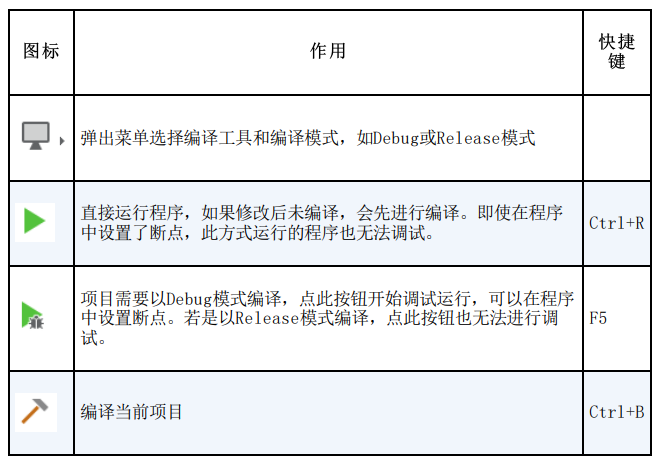 图标
作用
快捷
键
弹出菜单选择编译工具和编译模式，如Debug或Release模式
直接运行程序，如果修改后未编译，会先进行编译。即使在程序
中设置了断点，此方式运行的程序也无法调试。
Ctrl+R
项目需要以Debug模式编译，点此按钮开始调试运行，可以在程序
中设置断点。若是以Release模式编译，点此按钮也无法进行调
试。
F5
编译当前项目
Ctrl+B